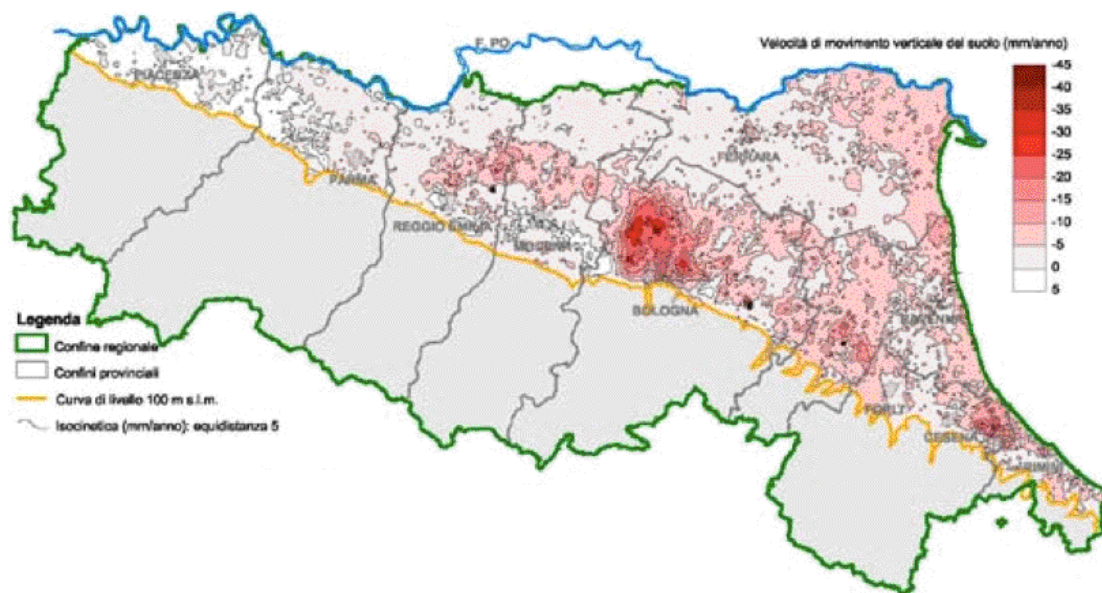 F. PO
Velocità di movimento verticale del suolo (mm/anno)
-45
-40
-35
-30
-25
-20
-15
-10
-5
0
5
PIACENZA
PARMA
REGGIO EMILIA
MODENA
BOLOGNA
FERRARA
RAVENNA
FORLI'
CESENA
RIMINI
Legenda
Confine regionale
Confini provinciali
Curva di livello 100 m s.l.m.
Isocinetica (mm/anno): equidistanza 5